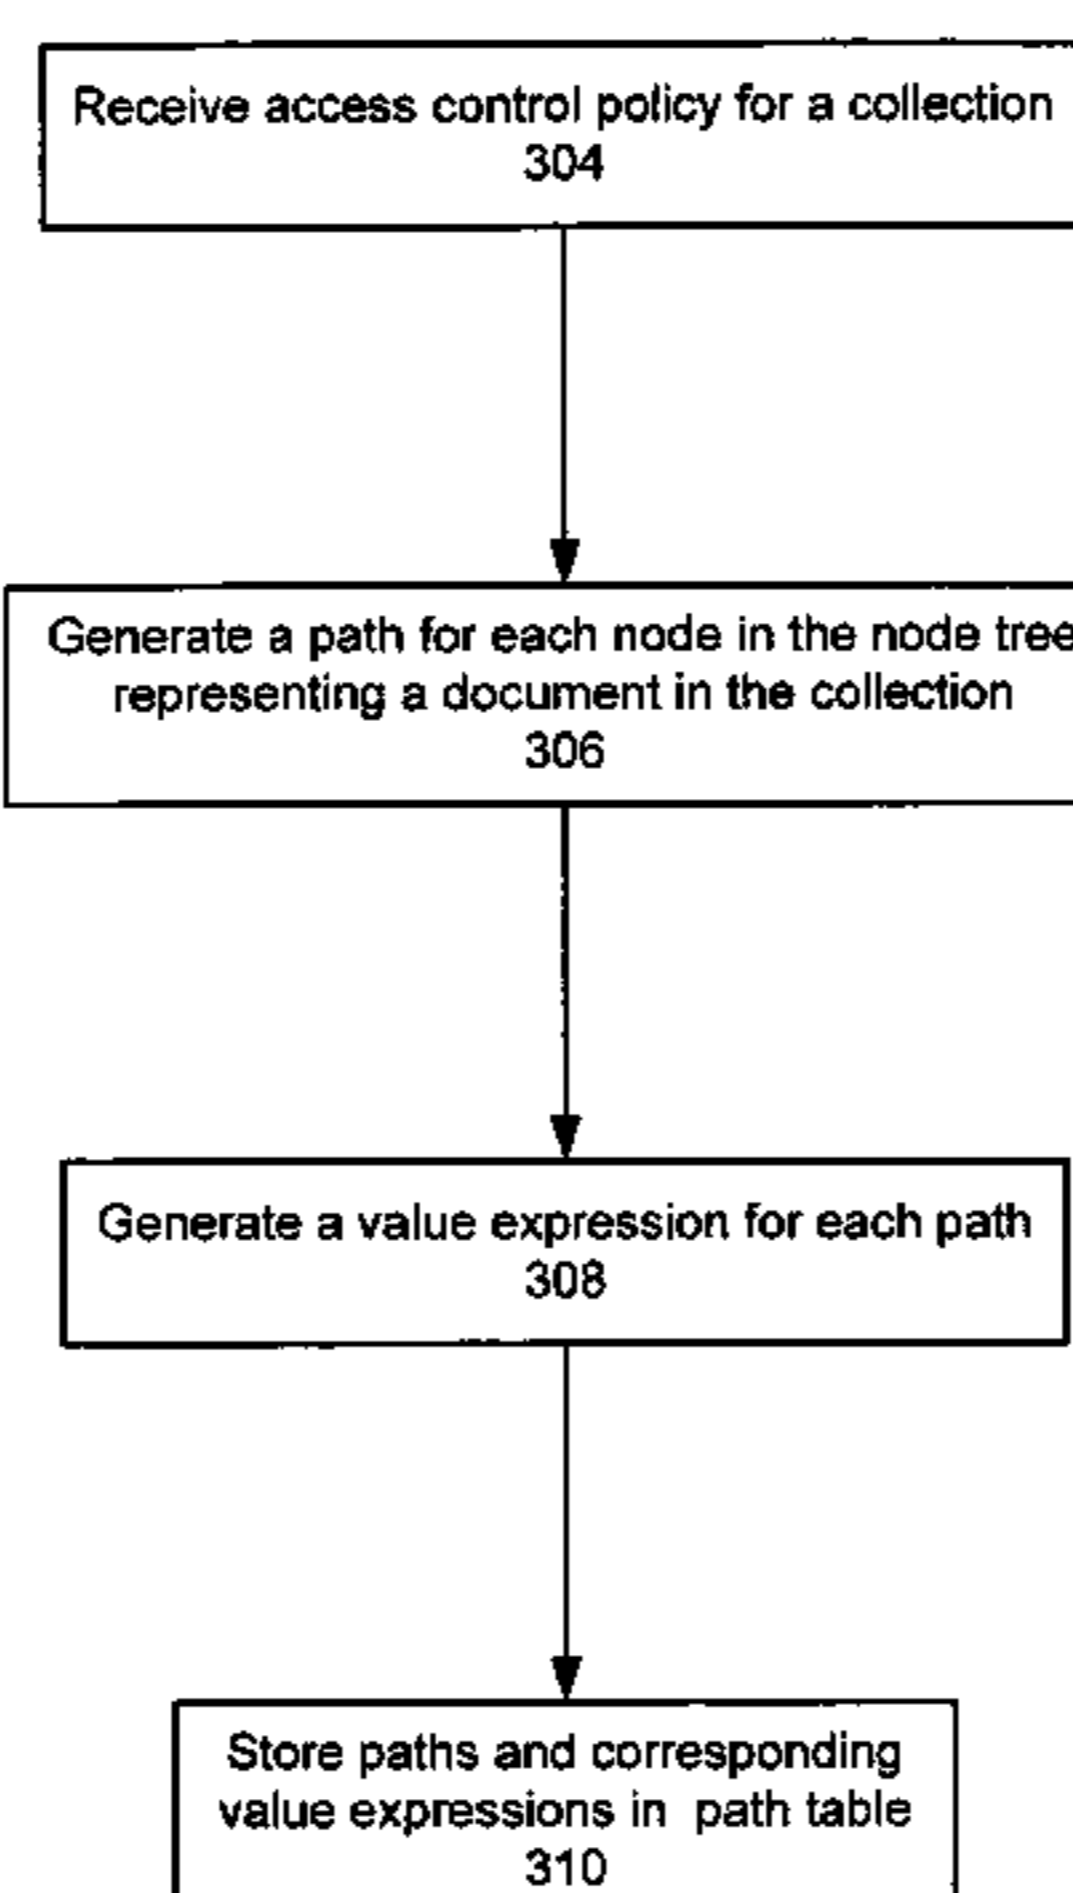 Receive access control policy for a collection
304
Generate a path for each node in the node tree
representing a document in the collection
306
Generate a value expression for each path
308
Store paths and corresponding
value expressions in path table
310